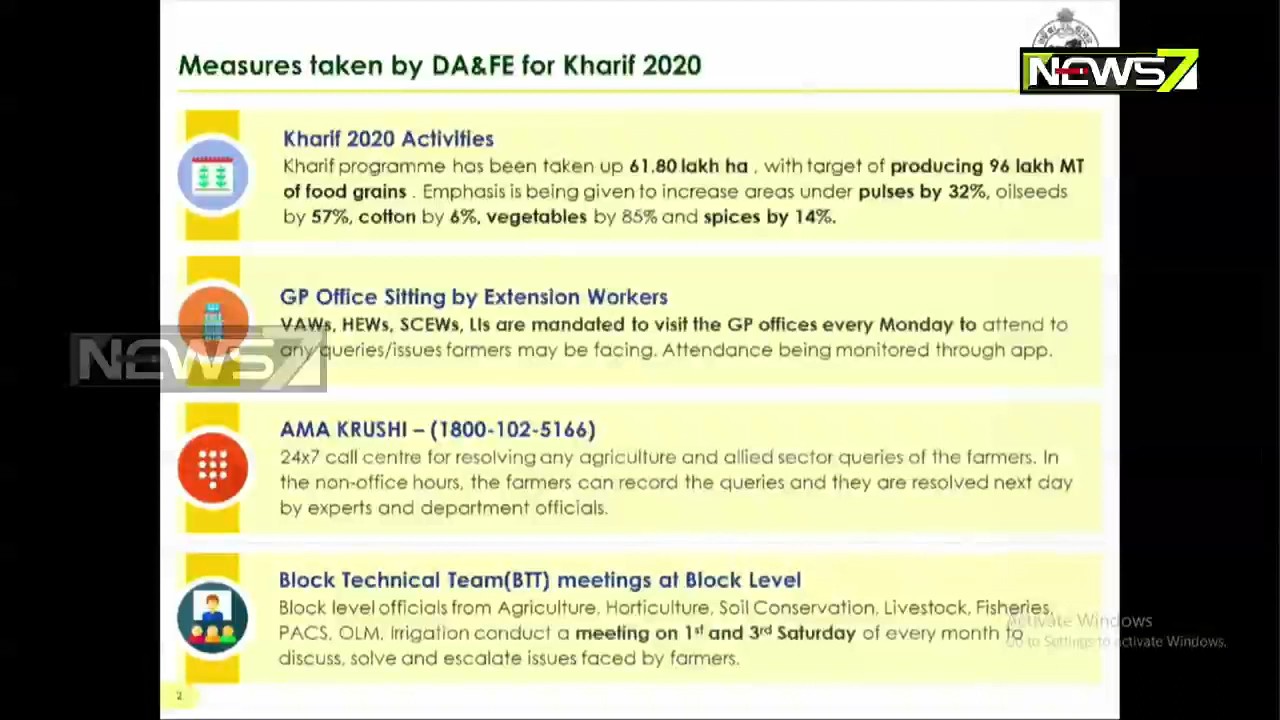 Measures taken by DA&FE for Kharif 2020
NEWS7
Kharif 2020 Activities
Kharif programme has been taken up 61.80 lakh ha , with target of producing 96 lakh MT
of food grains . Emphasis is being given to increase areas under pulses by 32%, oilseeds
by 57%, cotton by 6%, vegetables by 85% and spices by 14%.
GP Office Sitting by Extension Workers
VAWs, HEWs, SCEWs, LIs are mandated to visit the GP offices every Monday to attend to
any queries/issues farmers may be facing. Attendance being monitored through app.
NEWS7
AMA KRUSHI – (1800-102-5166)
24x7 call centre for resolving any agriculture and allied sector queries of the farmers. In
the non-office hours, the farmers can record the queries and they are resolved next day
by experts and department officials.
Block Technical Team(BTT) meetings at Block Level
Block level officials from Agriculture, Horticulture, Soil Conservation, Livestock, Fisheries,
PACS, OLM, Irrigation conduct a meeting on 1st and 3rd Saturday of every month to
discuss, solve and escalate issues faced by farmers.
Activate Windows
Go to Settings to activate Windows.
2